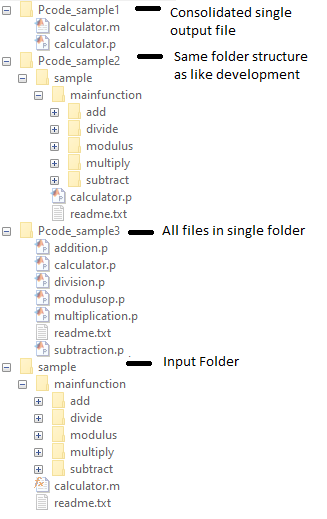 Pcode_sample1 Consolidated single
calculator.m output file
calculator.p
Pcode_sample2 Same folder structure
sample as like development
mainfunction
add
divide
modulus
multiply
subtract
calculator.p
readme.txt
Pcode_sample3 All files in single folder
addition.p
calculator.p
division.p
modulusop.p
multiplication.p
readme.txt
subtraction.p
sample Input Folder
mainfunction
add
divide
modulus
multiply
subtract
calculator.m
readme.txt